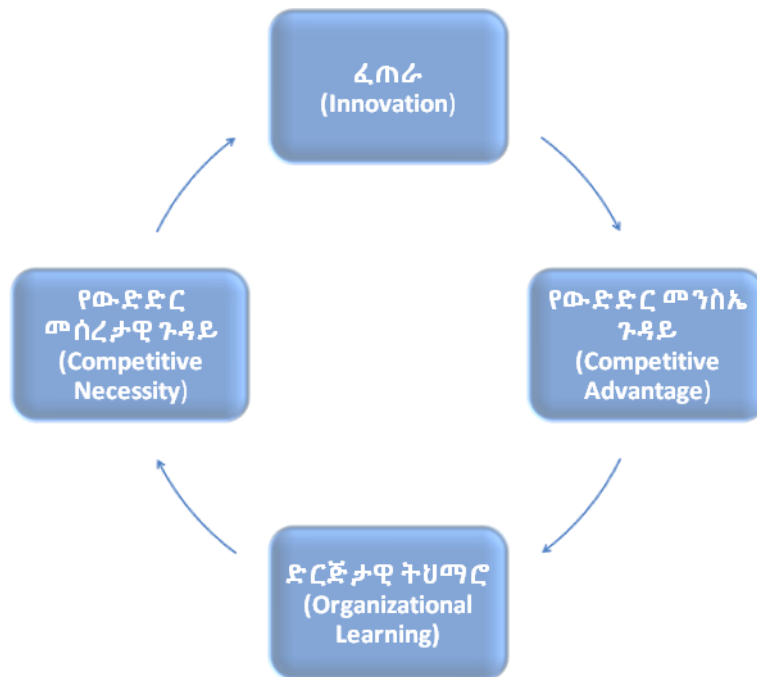 ፈጠራ
(Innovation)
የውድድር መንስኤ
ጉዳይ
(Competitive
Advantage)
ድርጅታዊ ትህማሮ
(Organizational
Learning)
የውድድር
መሰረታዊ ጉዳይ
(Competitive
Necessity)